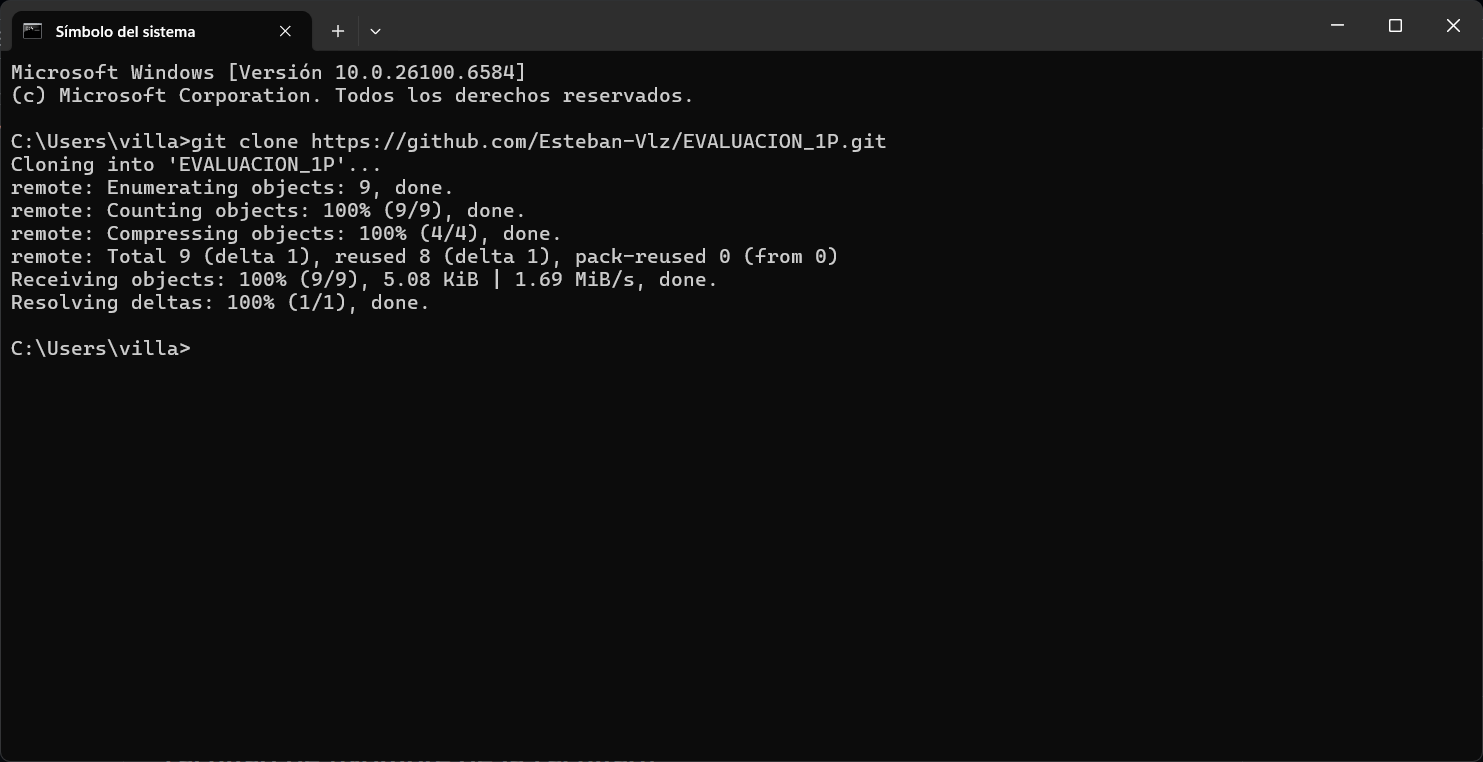 Símbolo del sistema
Microsoft Windows [Versión 10.0.26100.6584]
(c) Microsoft Corporation. Todos los derechos reservados.
C:\Users\villa>git clone https://github.com/Esteban-Vlz/EVALUACION_1P.git
Cloning into 'EVALUACION_1P'...
remote: Enumerating objects: 9, done.
remote: Counting objects: 100% (9/9), done.
remote: Compressing objects: 100% (4/4), done.
remote: Total 9 (delta 1), reused 8 (delta 1), pack-reused 0 (from 0)
Receiving objects: 100% (9/9), 5.08 KiB | 1.69 MiB/s, done.
Resolving deltas: 100% (1/1), done.
C:\Users\villa>